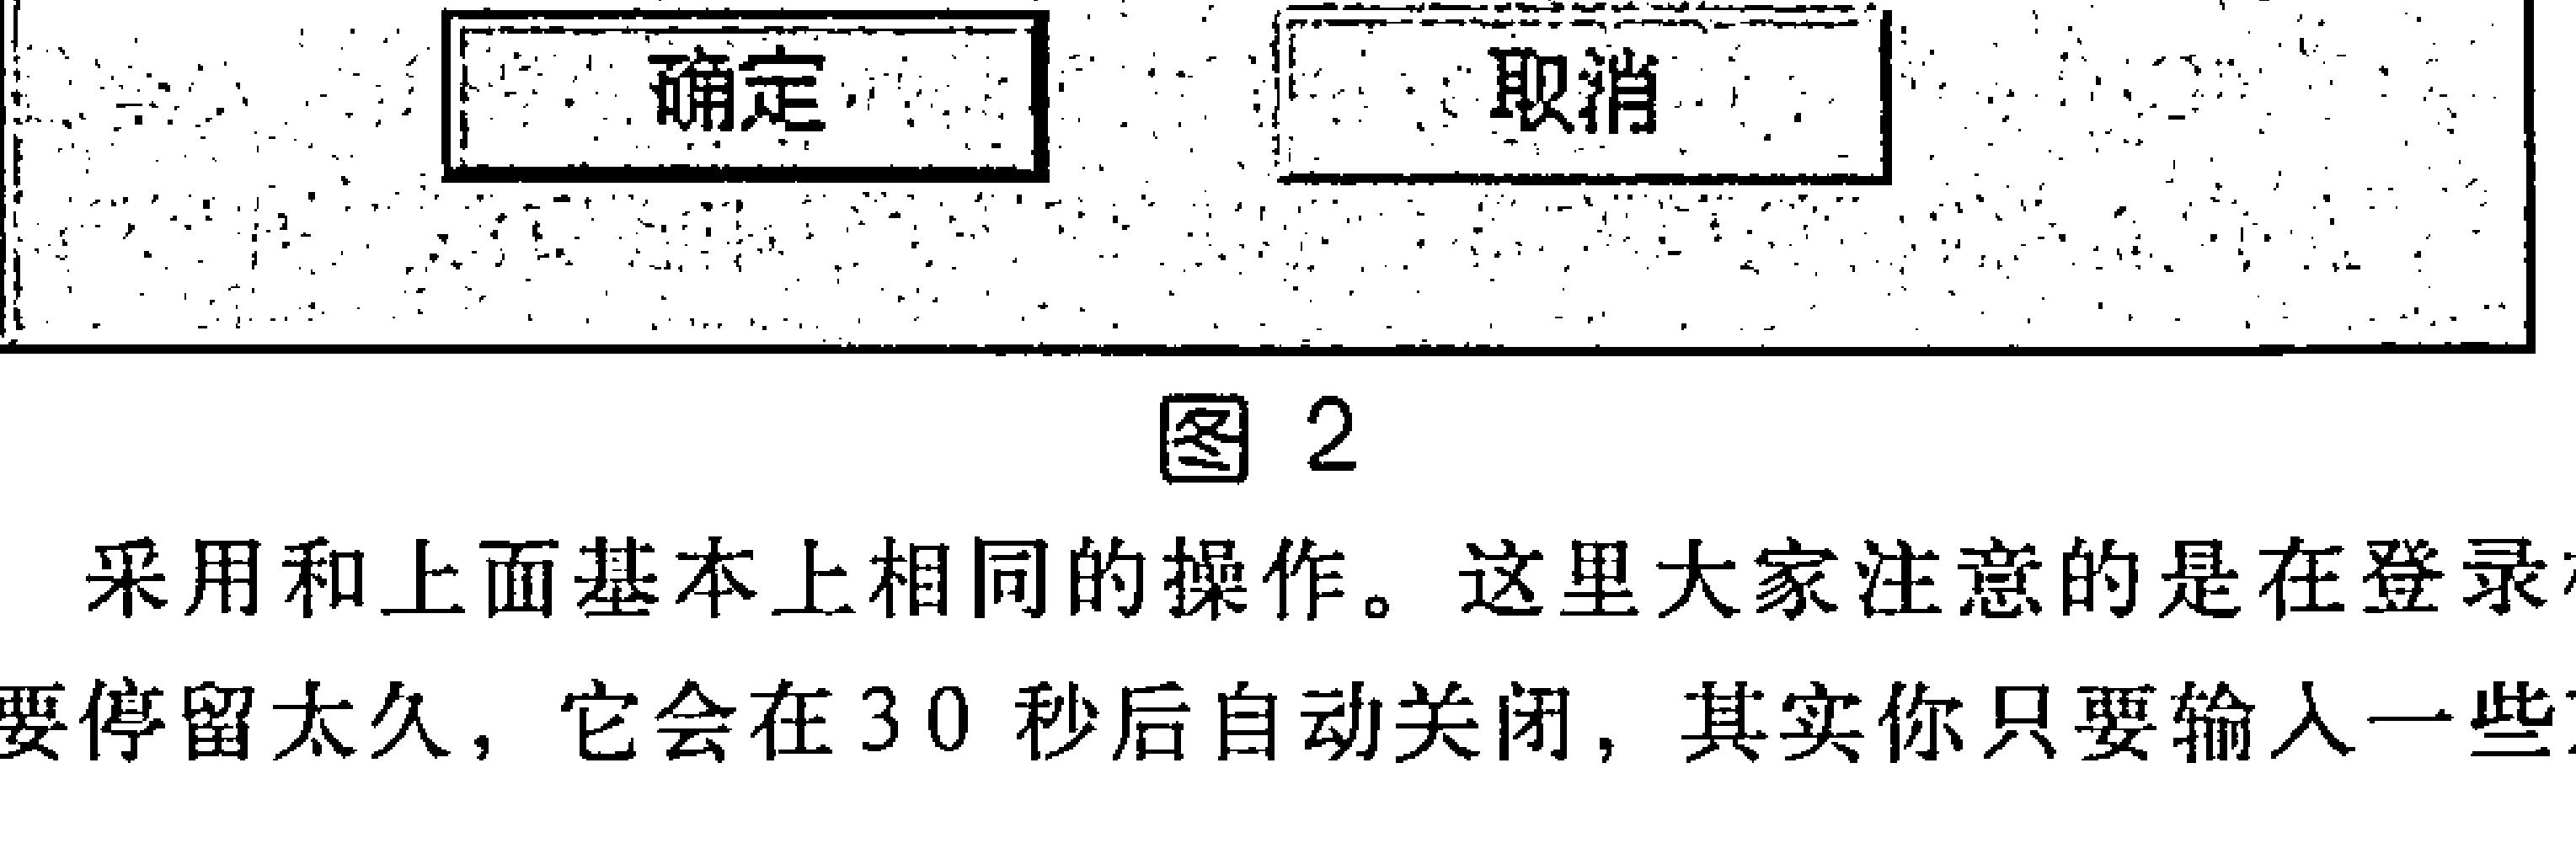 确定 取消
图 2
采用和上面基本上相同的操作。这里大家注意的是在登录
要停留太久，它会在30 秒后自动关闭，其实你只要输入一些